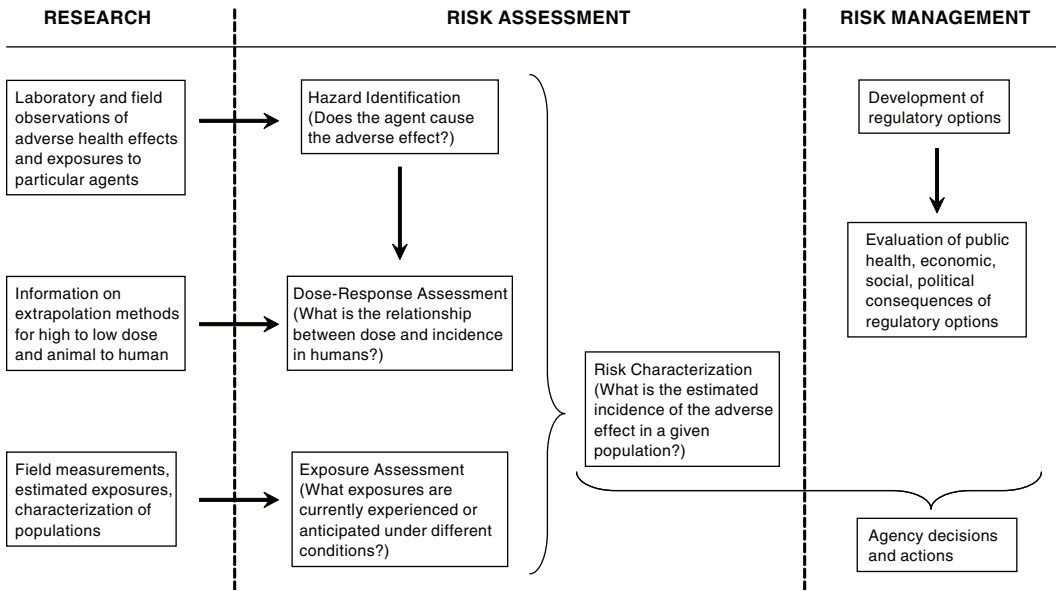 RESEARCH
RISK ASSESSMENT
RISK MANAGEMENT
Laboratory and field
observations of
adverse health effects
and exposures to
particular agents
Hazard Identification
(Does the agent cause
the adverse effect?)
Development of
regulatory options
Evaluation of public
health, economic,
social, political
consequences of
regulatory options
Information on
extrapolation methods
for high to low dose
and animal to human
Dose-Response Assessment
(What is the relationship
between dose and incidence
in humans?)
Risk Characterization
(What is the estimated
incidence of the adverse
effect in a given
population?)
Field measurements,
estimated exposures,
characterization of
populations
Exposure Assessment
(What exposures are
currently experienced or
anticipated under different
conditions?)
Agency decisions
and actions